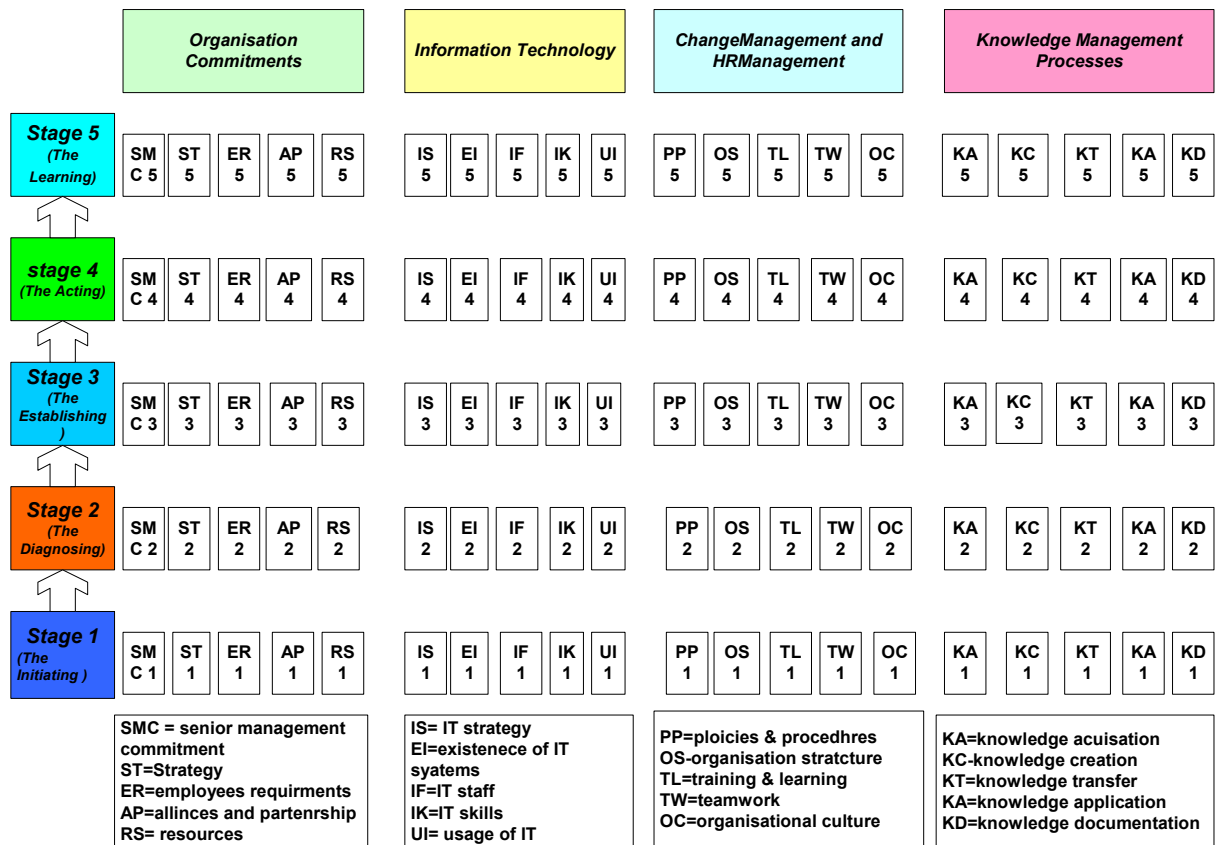 Organisation
Commitments
Information Technology
ChangeManagement and
HRManagement
Knowledge Management
Processes
Stage 5
(The
Learning)
SM ST ER AP RS IS EI IF IK UI PP OS TL TW OC KA KC KT KA KD
C 5 5 5 5 5 5 5 5 5 5 5 5 5 5 5 5 5 5 5 5
stage 4
(The Acting)
SM ST ER AP RS IS EI IF IK UI PP OS TL TW OC KA KC KT KA KD
C 4 4 4 4 4 4 4 4 4 4 4 4 4 4 4 4 4 4 4 4
Stage 3
(The
Establishing
)
SM ST ER AP RS IS EI IF IK UI PP OS TL TW OC KA KC KT KA KD
C 3 3 3 3 3 3 3 3 3 3 3 3 3 3 3 3 3 3 3 3
Stage 2
(The
Diagnosing)
SM ST ER AP RS IS EI IF IK UI PP OS TL TW OC KA KC KT KA KD
C 2 2 2 2 2 2 2 2 2 2 2 2 2 2 2 2 2 2 2 2
Stage 1
(The
Initiating )
SM ST ER AP RS IS EI IF IK UI PP OS TL TW OC KA KC KT KA KD
C 1 1 1 1 1 1 1 1 1 1 1 1 1 1 1 1 1 1 1 1
SMC = senior management
commitment
ST=Strategy
ER=employees requirments
AP=allinces and partenrship
RS= resources
IS= IT strategy
EI=existenece of IT
syatems
IF=IT staff
IK=IT skills
UI= usage of IT
PP=ploicies & procedhres
OS-organisation stratcture
TL=training & learning
TW=teamwork
OC=organisational culture
KA=knowledge acuisation
KC-knowledge creation
KT=knowledge transfer
KA=knowledge application
KD=knowledge documentation